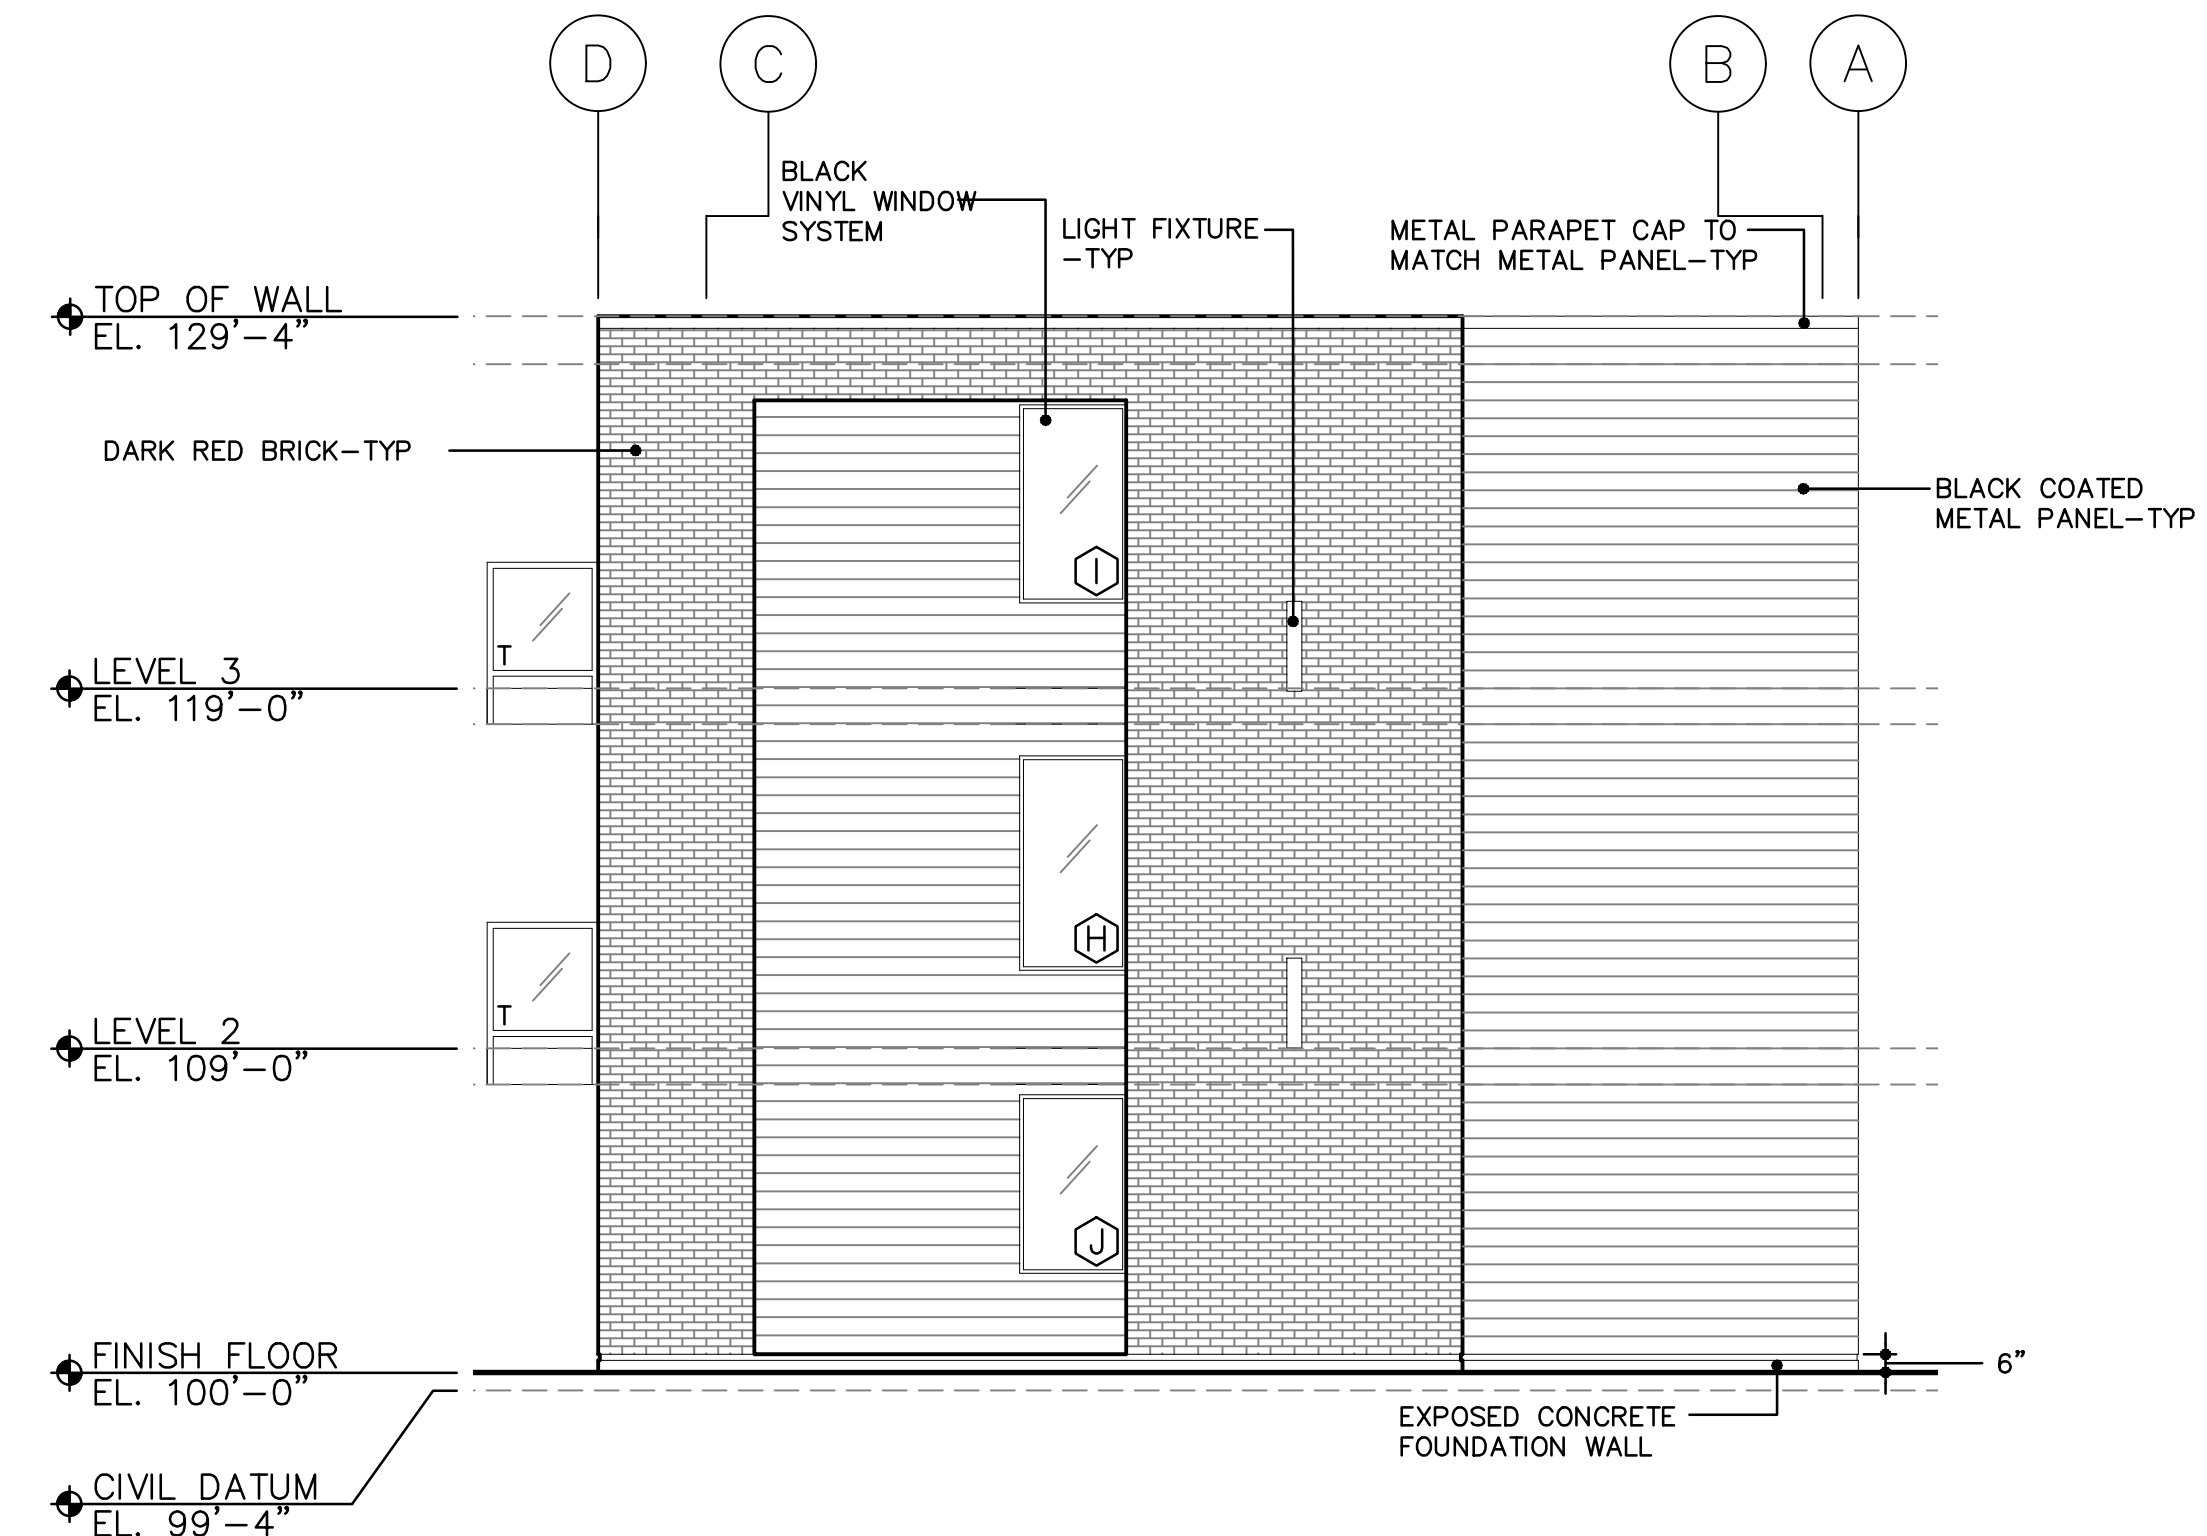 D
C
B
A
BLACK
VINYL WINDOW
SYSTEM
LIGHT FIXTURE
-TYP
METAL PARAPET CAP TO
MATCH METAL PANEL-TYP
TOP OF WALL
EL. 129'-4"
DARK RED BRICK-TYP
BLACK COATED
METAL PANEL-TYP
I
T
LEVEL 3
EL. 119'-0"
H
T
LEVEL 2
EL. 109'-0"
J
FINISH FLOOR
EL. 100'-0"
6"
EXPOSED CONCRETE
FOUNDATION WALL
CIVIL DATUM
EL. 99'-4"